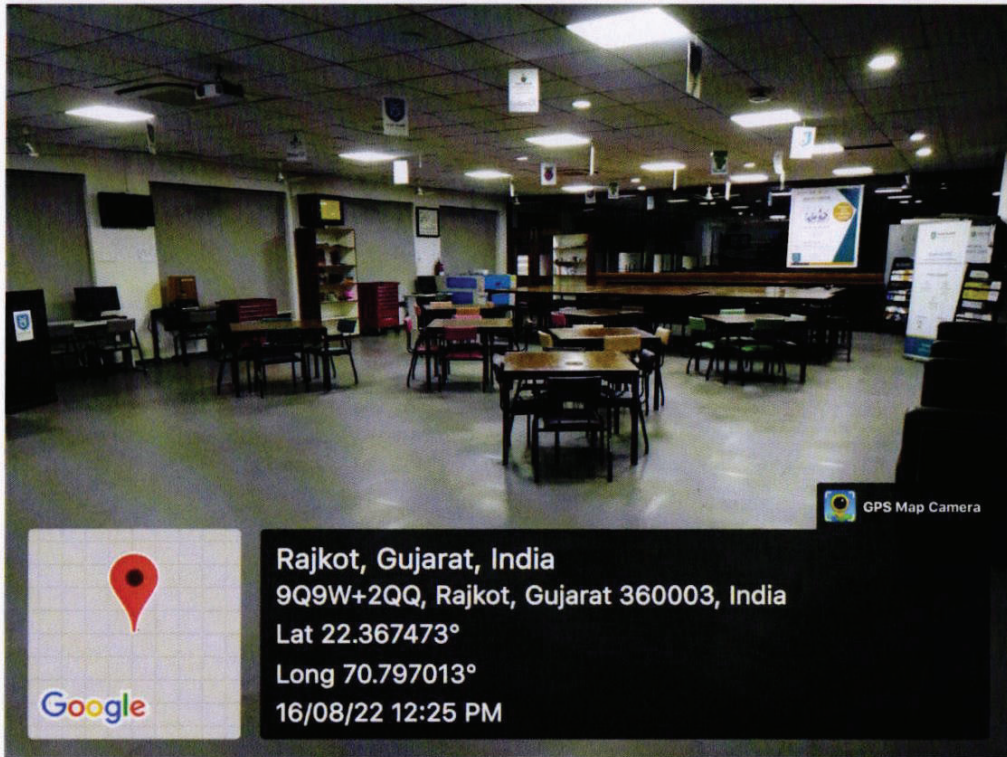 GPS Map Camera
Rajkot, Gujarat, India
9Q9W+2QQ, Rajkot, Gujarat 360003, India
Lat 22.367473°
Long 70.797013°
16/08/22 12:25 PM
Google